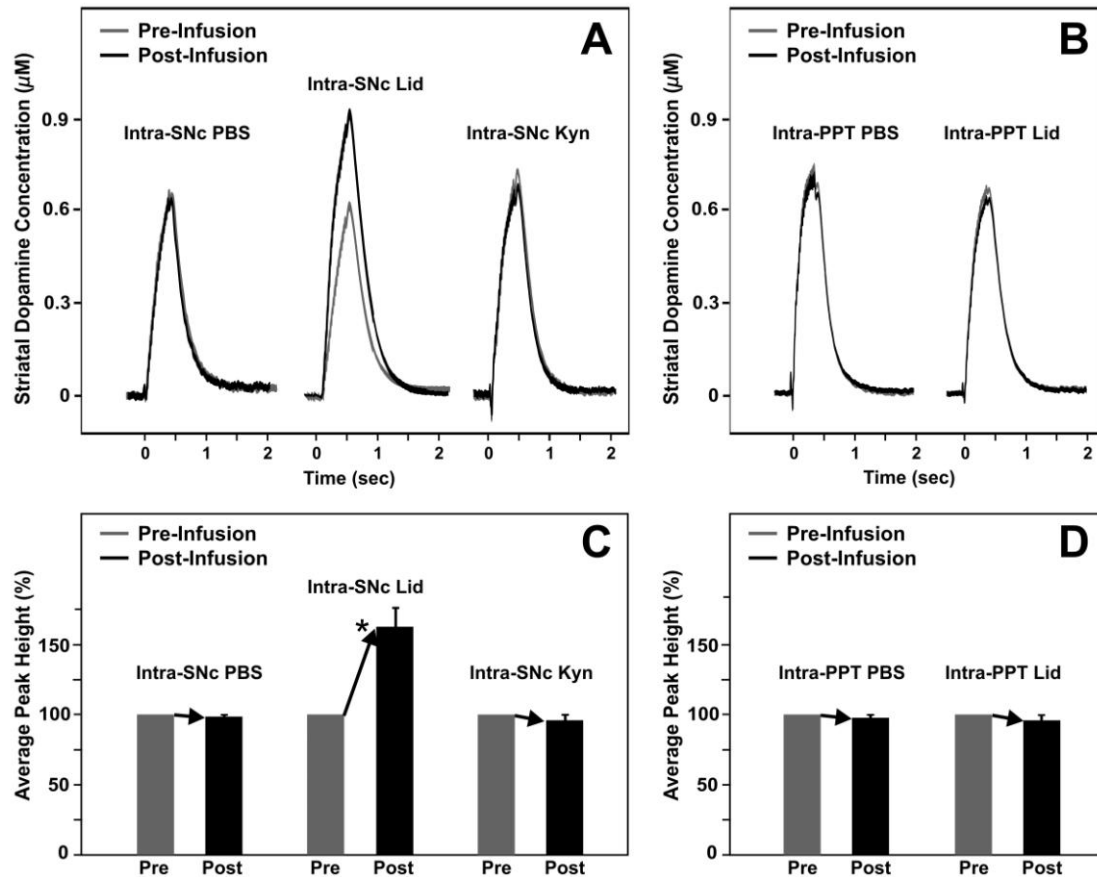 Pre-Infusion
Post-Infusion
A
Intra-SNc Lid
Intra-SNc PBS
Intra-SNc Kyn
Striatal Dopamine Concentration (µM)
0.9
0.6
0.3
0
0 1 2 0 1 2 0 1 2
Time (sec)
Pre-Infusion
Post-Infusion
B
Intra-PPT PBS Intra-PPT Lid
Striatal Dopamine Concentration (µM)
0.9
0.6
0.3
0
0 1 2 0 1 2
Time (sec)
Pre-Infusion
Post-Infusion
C
Intra-SNc Lid
*
Intra-SNc PBS
Intra-SNc Kyn
Average Peak Height (%)
150
100
50
0
Pre Post Pre Post Pre Post
Pre-Infusion
Post-Infusion
D
Intra-PPT PBS Intra-PPT Lid
Average Peak Height (%)
150
100
50
0
Pre Post Pre Post